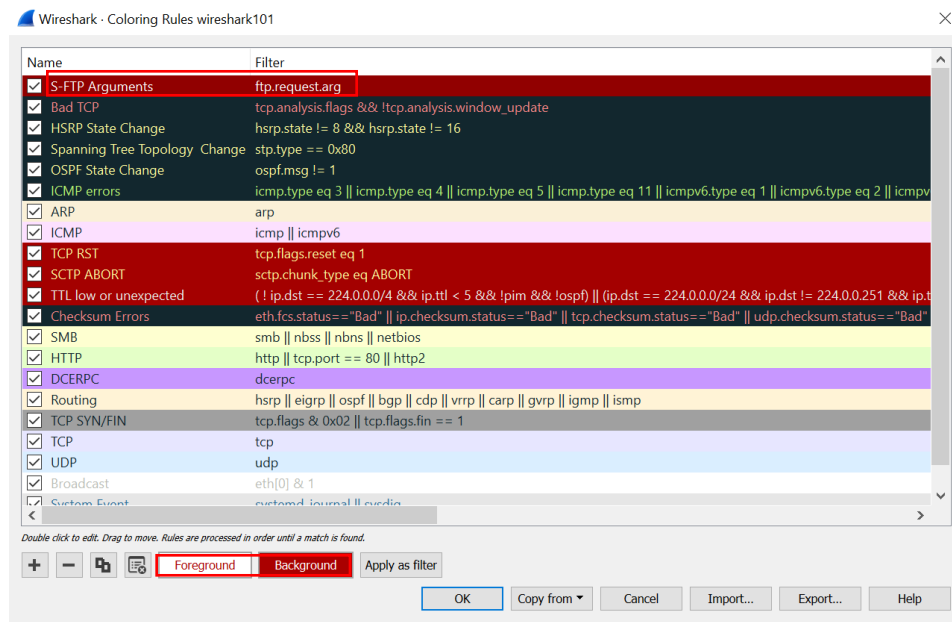 Wireshark · Coloring Rules wireshark101
Name Filter
S-FTP Arguments ftp.request.arg
Bad TCP tcp.analysis.flags && !tcp.analysis.window_update
HSRP State Change hsrp.state != 8 && hsrp.state != 16
Spanning Tree Topology Change stp.type == 0x80
OSPF State Change ospf.msg != 1
ICMP errors icmp.type eq 3 || icmp.type eq 4 || icmp.type eq 5 || icmp.type eq 11 || icmpv6.type eq 1 || icmpv6.type eq 2 || icmpv
ARP arp
ICMP icmp || icmpv6
TCP RST tcp.flags.reset eq 1
SCTP ABORT sctp.chunk_type eq ABORT
TTL low or unexpected ( ! ip.dst == 224.0.0.0/4 && ip.ttl < 5 && !pim && !ospf) || (ip.dst == 224.0.0.0/24 && ip.dst != 224.0.0.251 && ip.t
Checksum Errors eth.fcs.status=="Bad" || ip.checksum.status=="Bad" || tcp.checksum.status=="Bad" || udp.checksum.status=="Bad"
SMB smb || nbss || nbns || netbios
HTTP http || tcp.port == 80 || http2
DCERPC dcerpc
Routing hsrp || eigrp || ospf || bgp || cdp || vrrp || carp || gvrp || igmp || ismp
TCP SYN/FIN tcp.flags & 0x02 || tcp.flags.fin == 1
TCP tcp
UDP udp
Broadcast eth[0] & 1
System Event systemd_journal || sysdig
Double click to edit. Drag to move. Rules are processed in order until a match is found.
Foreground Background Apply as filter
OK Copy from Cancel Import... Export... Help